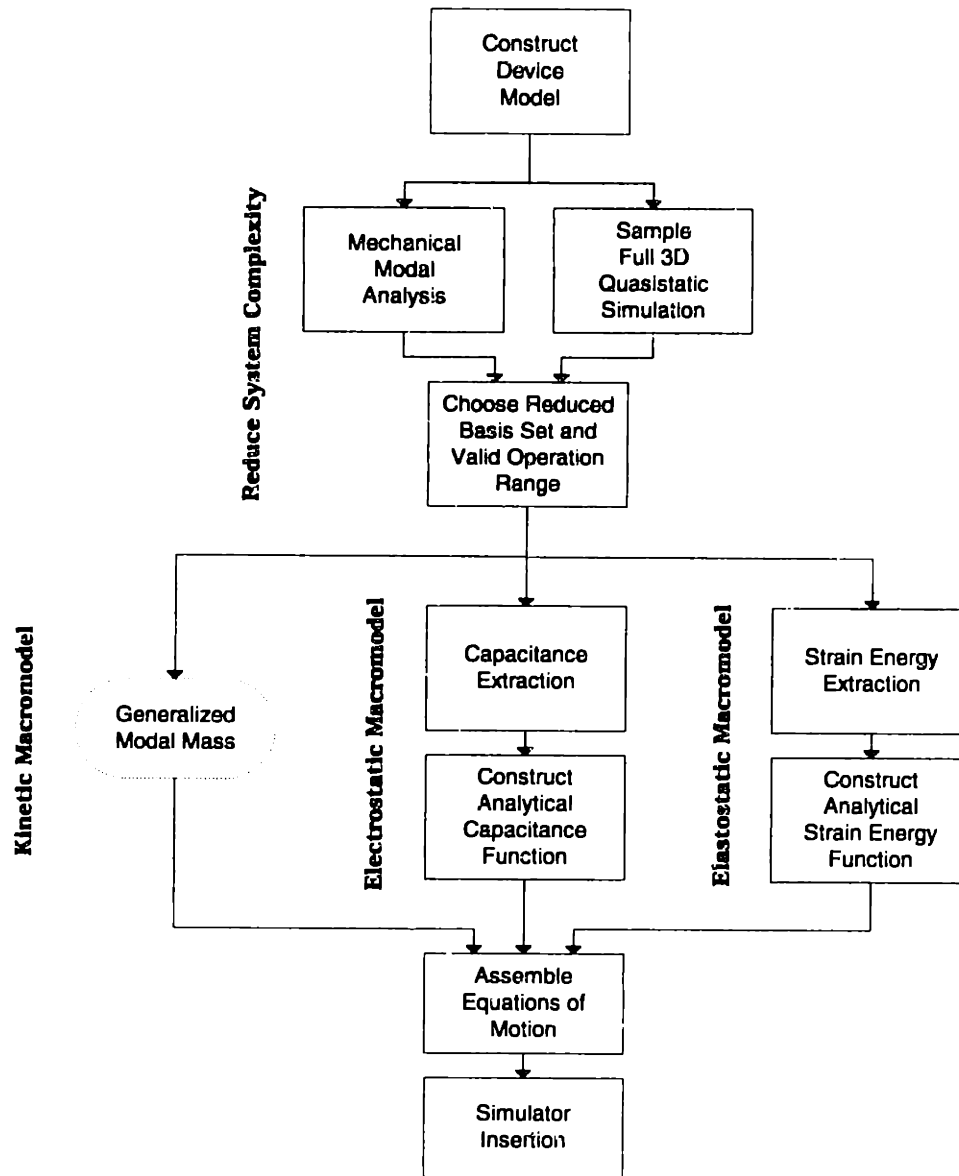 Construct
Device
Model
Reduce System Complexity
Mechanical
Modal
Analysis
Sample
Full 3D
Quasistatic
Simulation
Choose Reduced
Basis Set and
Valid Operation
Range
Kinetic Macromodel
Generalized
Modal Mass
Electrostatic Macromodel
Capacitance
Extraction
Construct
Analytical
Capacitance
Function
Elastostatic Macromodel
Strain Energy
Extraction
Construct
Analytical
Strain Energy
Function
Assemble
Equations of
Motion
Simulator
Insertion